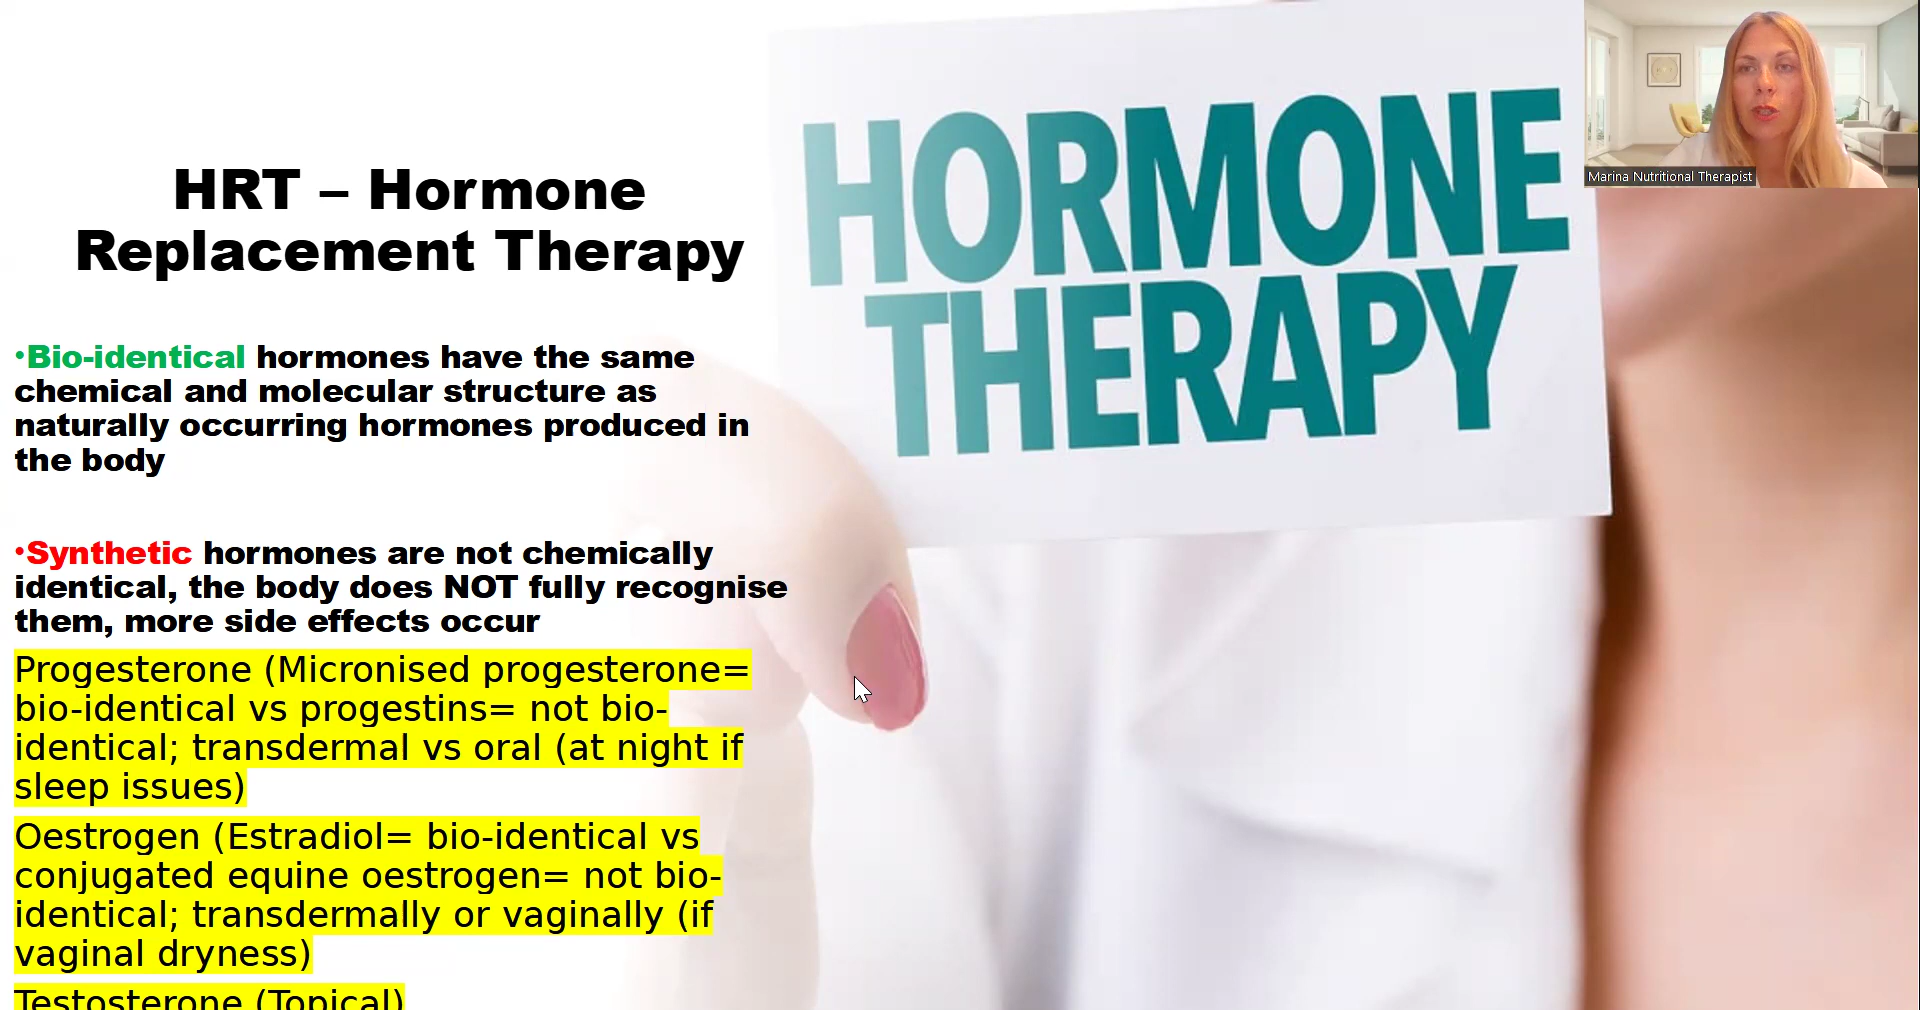 HORMONE
THERAPY
Marina Nutritional Therapist
HRT – Hormone
Replacement Therapy
•Bio-identical hormones have the same
chemical and molecular structure as
naturally occurring hormones produced in
the body
•Synthetic hormones are not chemically
identical, the body does NOT fully recognise
them, more side effects occur
Progesterone (Micronised progesterone=
bio-identical vs progestins= not bio-
identical; transdermal vs oral (at night if
sleep issues)
Oestrogen (Estradiol= bio-identical vs
conjugated equine oestrogen= not bio-
identical; transdermally or vaginally (if
vaginal dryness)
Testosterone (Topical)